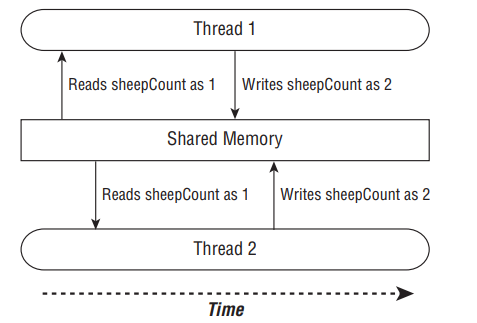 Thread 1
Reads sheepCount as 1
Writes sheepCount as 2
Shared Memory
Reads sheepCount as 1
Writes sheepCount as 2
Thread 2
Time